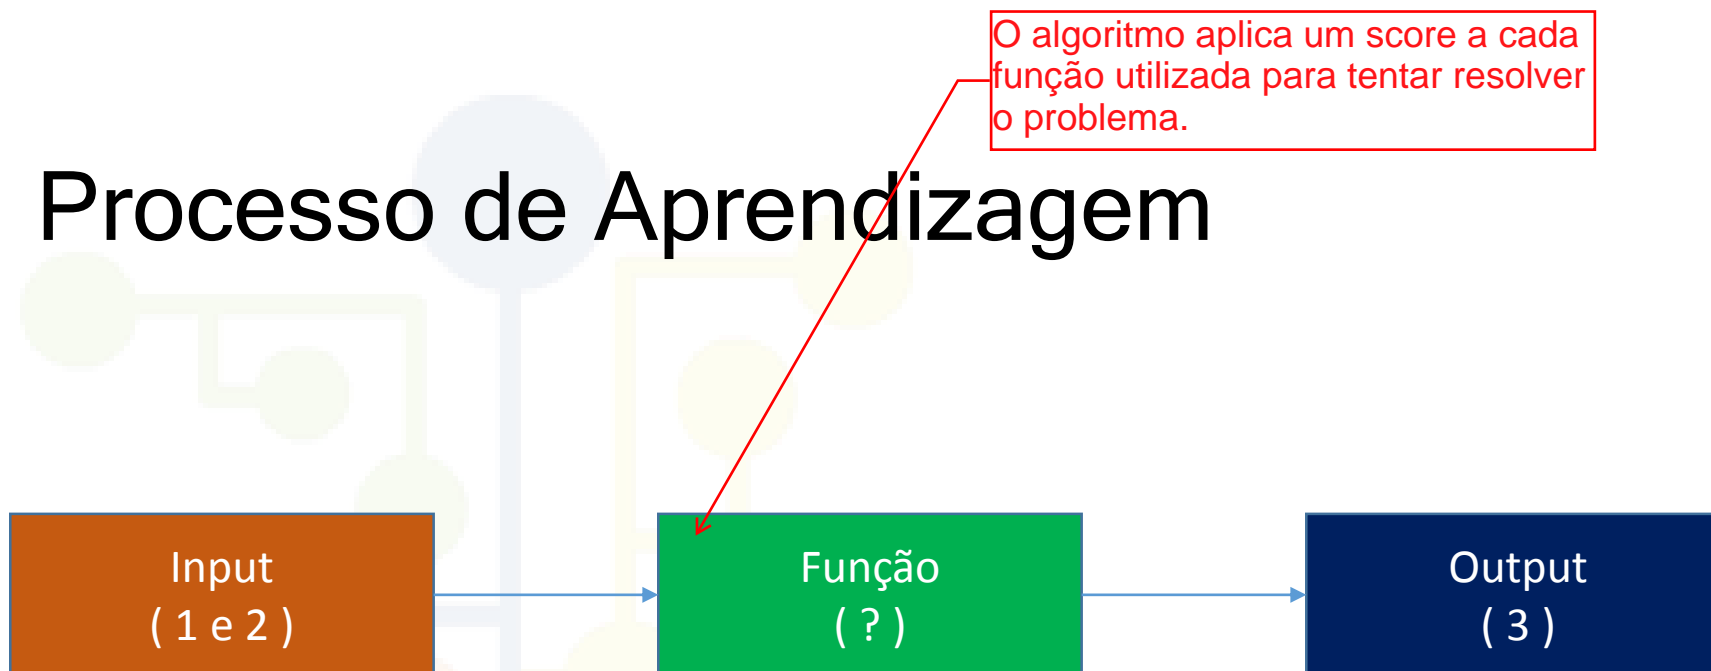 O algoritmo aplica um score a cada
função utilizada para tentar resolver
o problema.
Processo de Aprendizagem
Input
( 1 e 2 )
Função
( ? )
Output
( 3 )